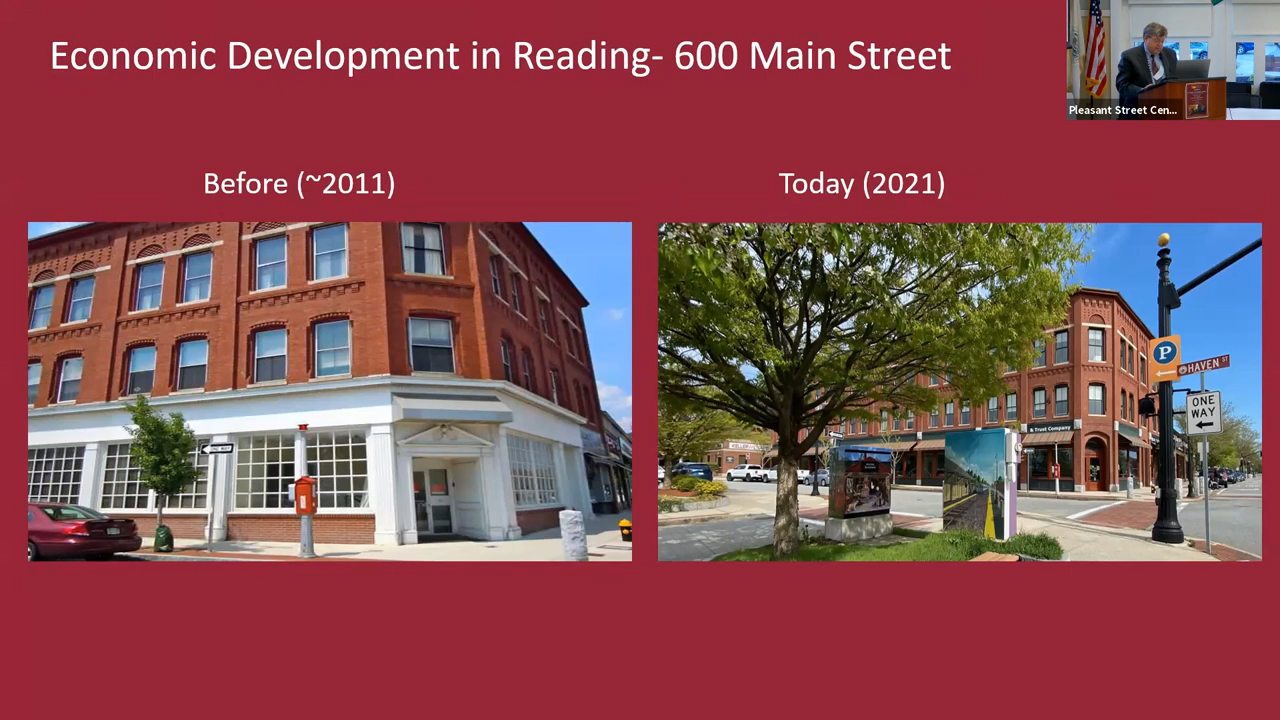 Economic Development in Reading- 600 Main Street
Pleasant Street Cen...
Before (~2011)
Today (2021)
ONE WAY
P
HAVEN ST
ONE
WAY
& Trust Company